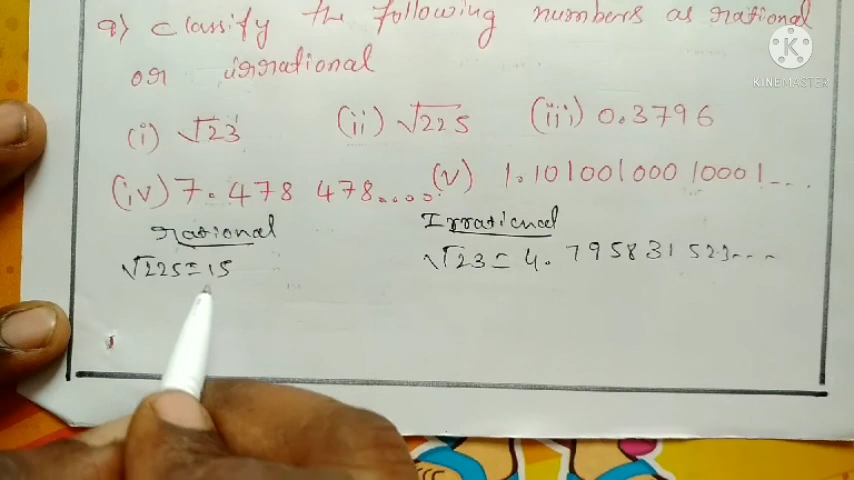 9) classify the following numbers as rational
or irrational
(i) √23 (ii) √225 (iii) 0.3796
(iv) 7.478 478.... (v) 1.101001000 10001...
rational Irrational
√225=15 √23 = 4.795831523...
K
KINEMASTER